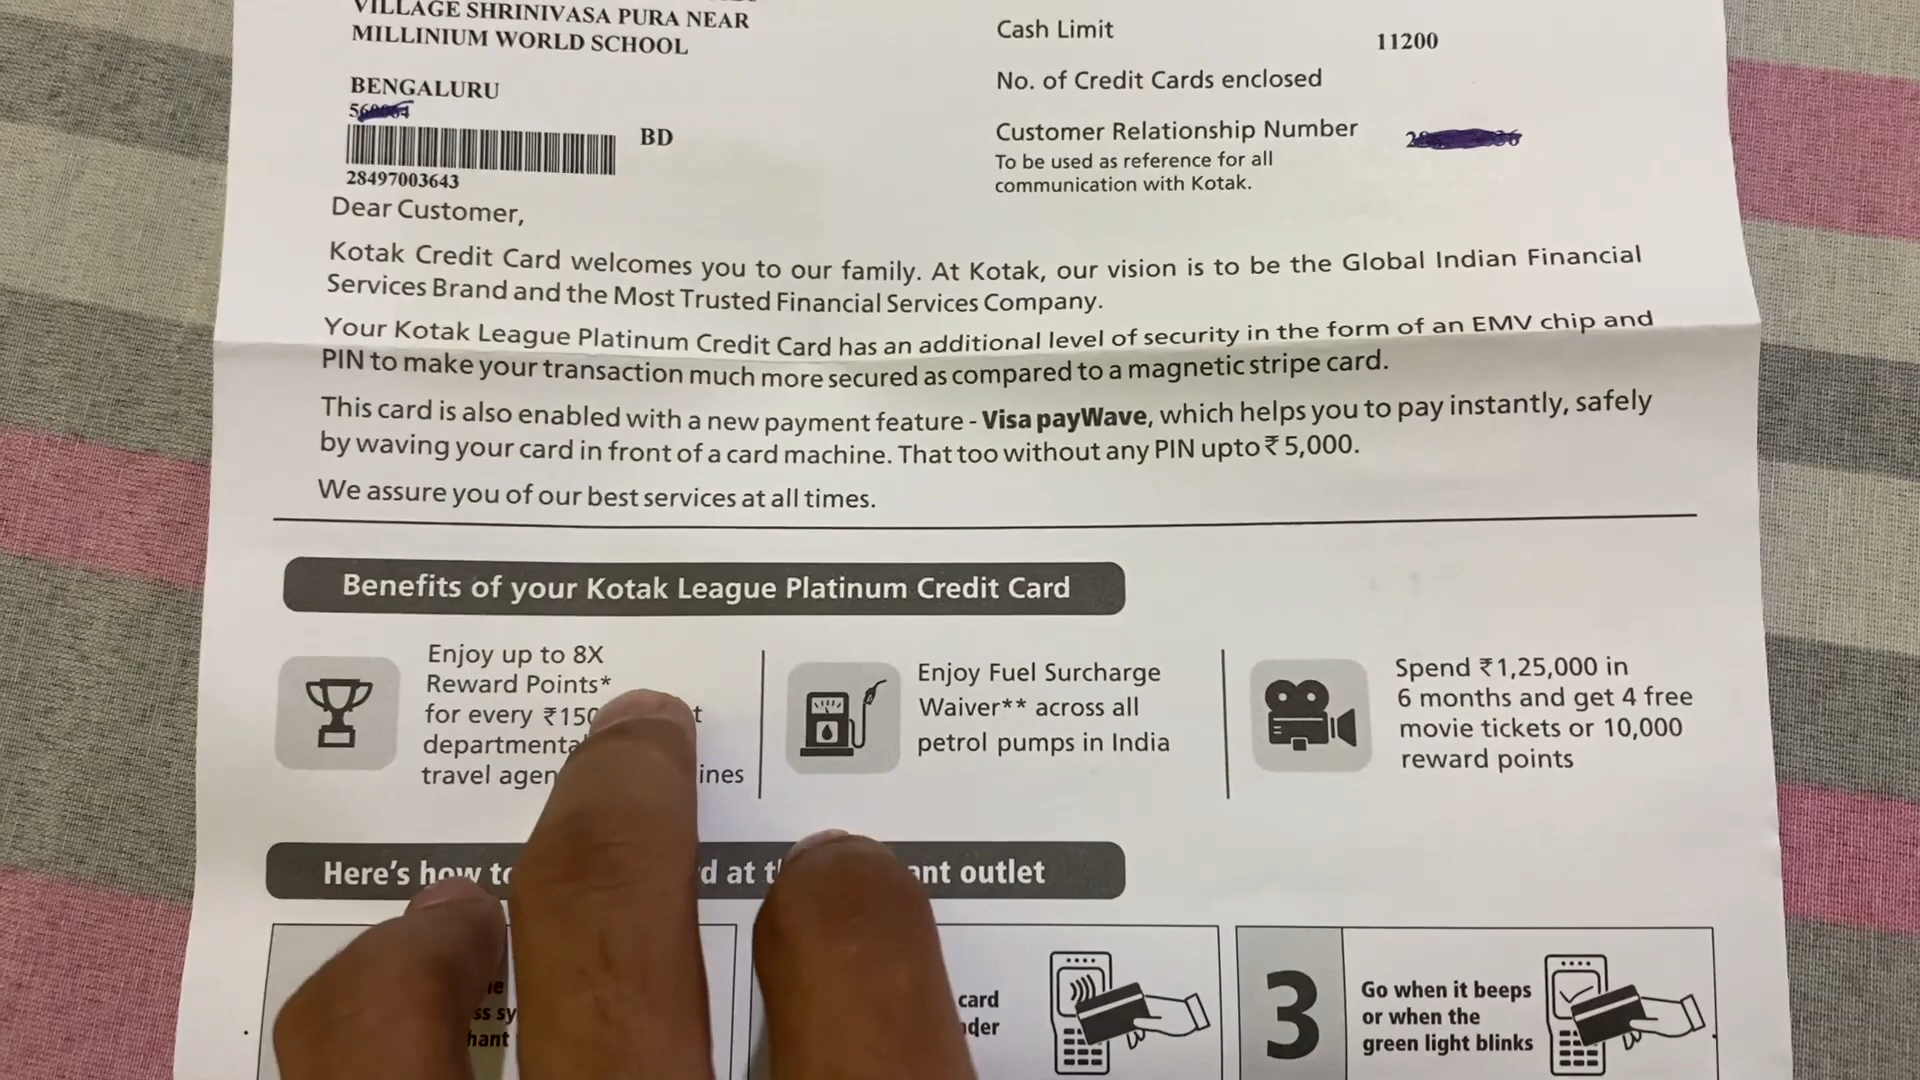 VILLAGE SHRINIVASA PURA NEAR
MILLINIUM WORLD SCHOOL
BENGALURU
BD
28497003643
Cash Limit 11200
No. of Credit Cards enclosed
Customer Relationship Number
To be used as reference for all
communication with Kotak.
Dear Customer,
Kotak Credit Card welcomes you to our family. At Kotak, our vision is to be the Global Indian Financial
Services Brand and the Most Trusted Financial Services Company.
Your Kotak League Platinum Credit Card has an additional level of security in the form of an EMV chip and
PIN to make your transaction much more secured as compared to a magnetic stripe card.
This card is also enabled with a new payment feature - Visa payWave, which helps you to pay instantly, safely
by waving your card in front of a card machine. That too without any PIN upto ₹ 5,000.
We assure you of our best services at all times.
Benefits of your Kotak League Platinum Credit Card
Enjoy up to 8X
Reward Points*
for every ₹150
travel
Enjoy Fuel Surcharge
Waiver** across all
petrol pumps in India
Spend ₹1,25,000 in
6 months and get 4 free
movie tickets or 10,000
reward points
Here's how to at outlet
card
3
Go when it beeps
or when the
green light blinks